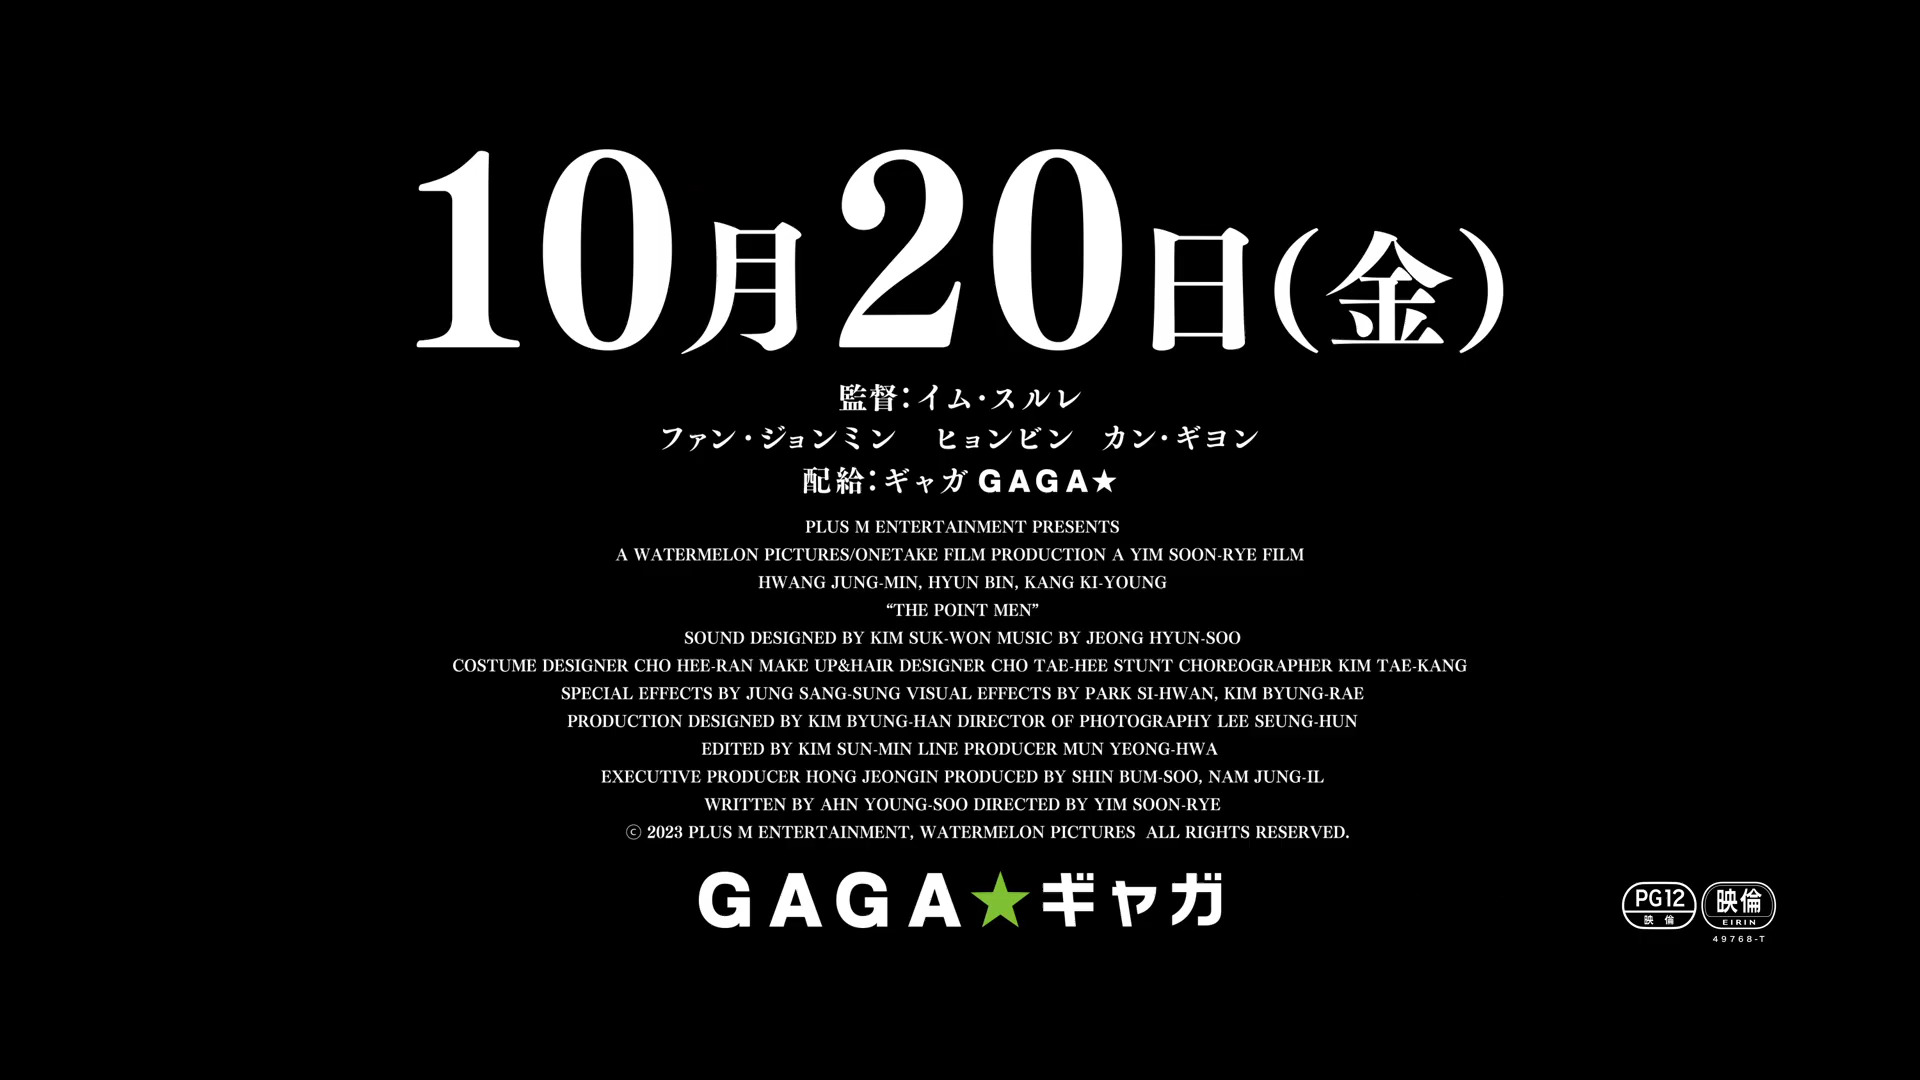 10月20日(金)
監督：イム・スルレ
ファン・ジョンミン　ヒョンビン　カン・ギヨン
配給：ギャガ GAGA★
PLUS M ENTERTAINMENT PRESENTS
A WATERMELON PICTURES/ONETAKE FILM PRODUCTION A YIM SOON-RYE FILM
HWANG JUNG-MIN, HYUN BIN, KANG KI-YOUNG
“THE POINT MEN”
SOUND DESIGNED BY KIM SUK-WON MUSIC BY JEONG HYUN-SOO
COSTUME DESIGNER CHO HEE-RAN MAKE UP&HAIR DESIGNER CHO TAE-HEE STUNT CHOREOGRAPHER KIM TAE-KANG
SPECIAL EFFECTS BY JUNG SANG-SUNG VISUAL EFFECTS BY PARK SI-HWAN, KIM BYUNG-RAE
PRODUCTION DESIGNED BY KIM BYUNG-HAN DIRECTOR OF PHOTOGRAPHY LEE SEUNG-HUN
EDITED BY KIM SUN-MIN LINE PRODUCER MUN YEONG-HWA
EXECUTIVE PRODUCER HONG JEONGIN PRODUCED BY SHIN BUM-SOO, NAM JUNG-IL
WRITTEN BY AHN YOUNG-SOO DIRECTED BY YIM SOON-RYE
ⓒ 2023 PLUS M ENTERTAINMENT, WATERMELON PICTURES ALL RIGHTS RESERVED.
GAGA★ギャガ
PG12
映倫
映倫
EIRIN
49768-T